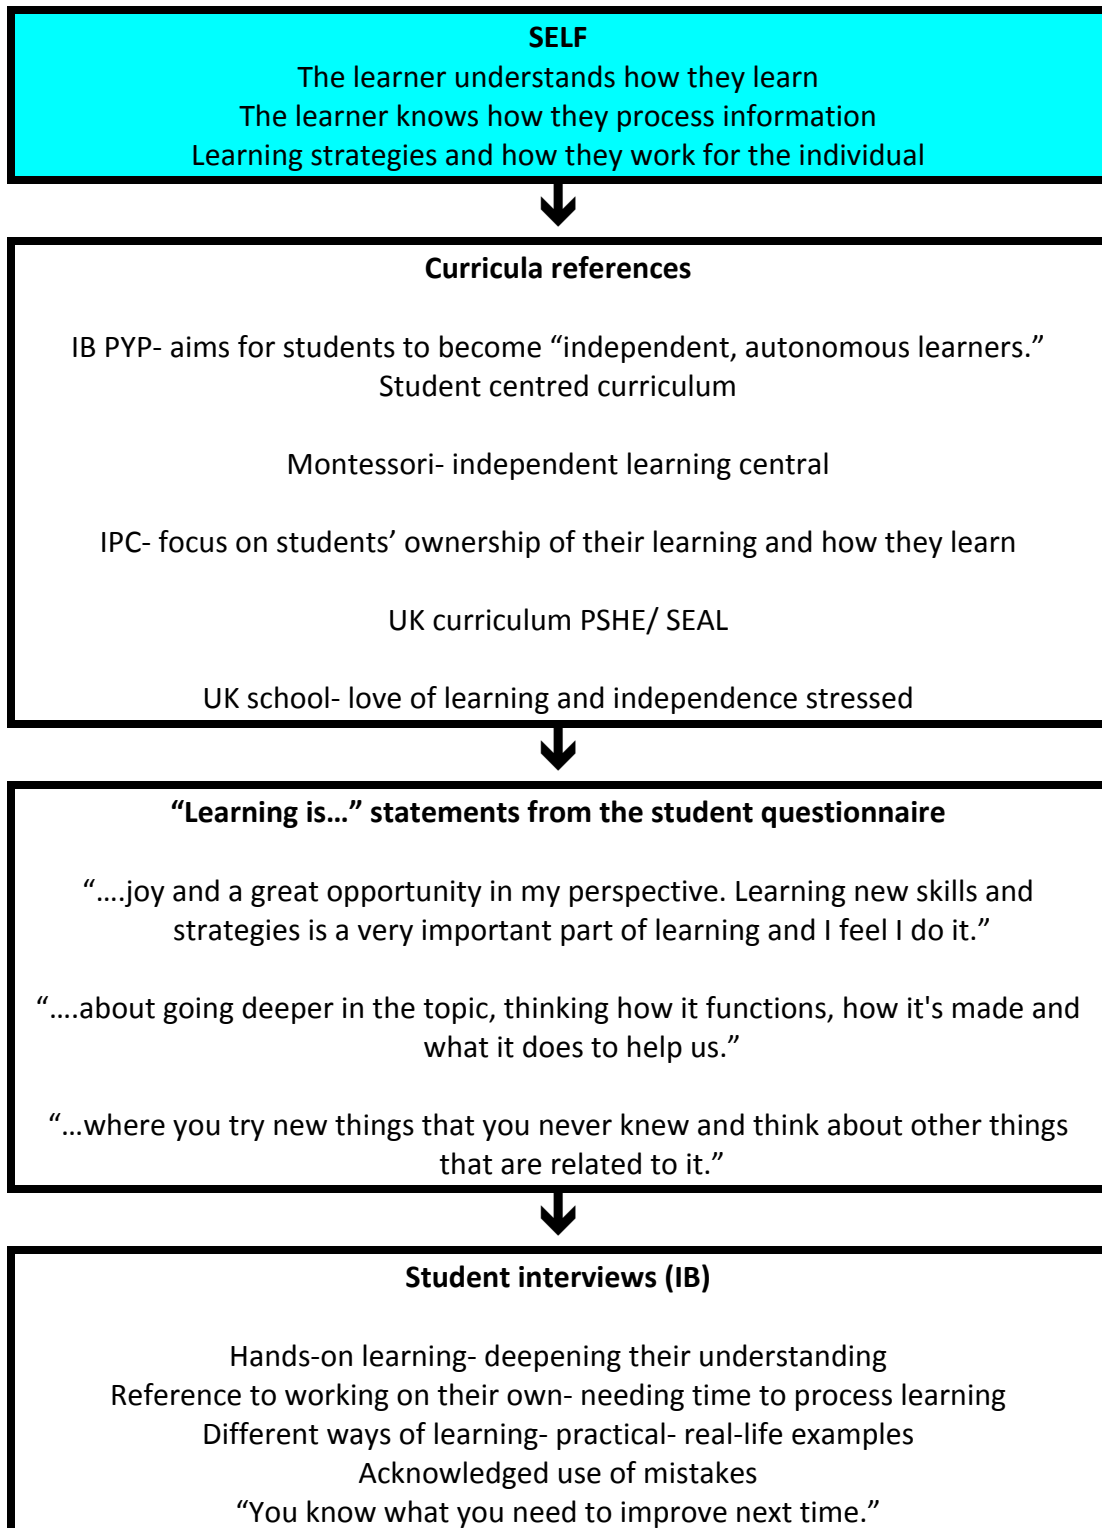 SELF
The learner understands how they learn
The learner knows how they process information
Learning strategies and how they work for the individual
Curricula references
IB PYP- aims for students to become “independent, autonomous learners.”
Student centred curriculum
Montessori- independent learning central
IPC- focus on students’ ownership of their learning and how they learn
UK curriculum PSHE/ SEAL
UK school- love of learning and independence stressed
“Learning is…” statements from the student questionnaire
“….joy and a great opportunity in my perspective. Learning new skills and
strategies is a very important part of learning and I feel I do it.”
“….about going deeper in the topic, thinking how it functions, how it's made and
what it does to help us.”
“…where you try new things that you never knew and think about other things
that are related to it.”
Student interviews (IB)
Hands-on learning- deepening their understanding
Reference to working on their own- needing time to process learning
Different ways of learning- practical- real-life examples
Acknowledged use of mistakes
“You know what you need to improve next time.”